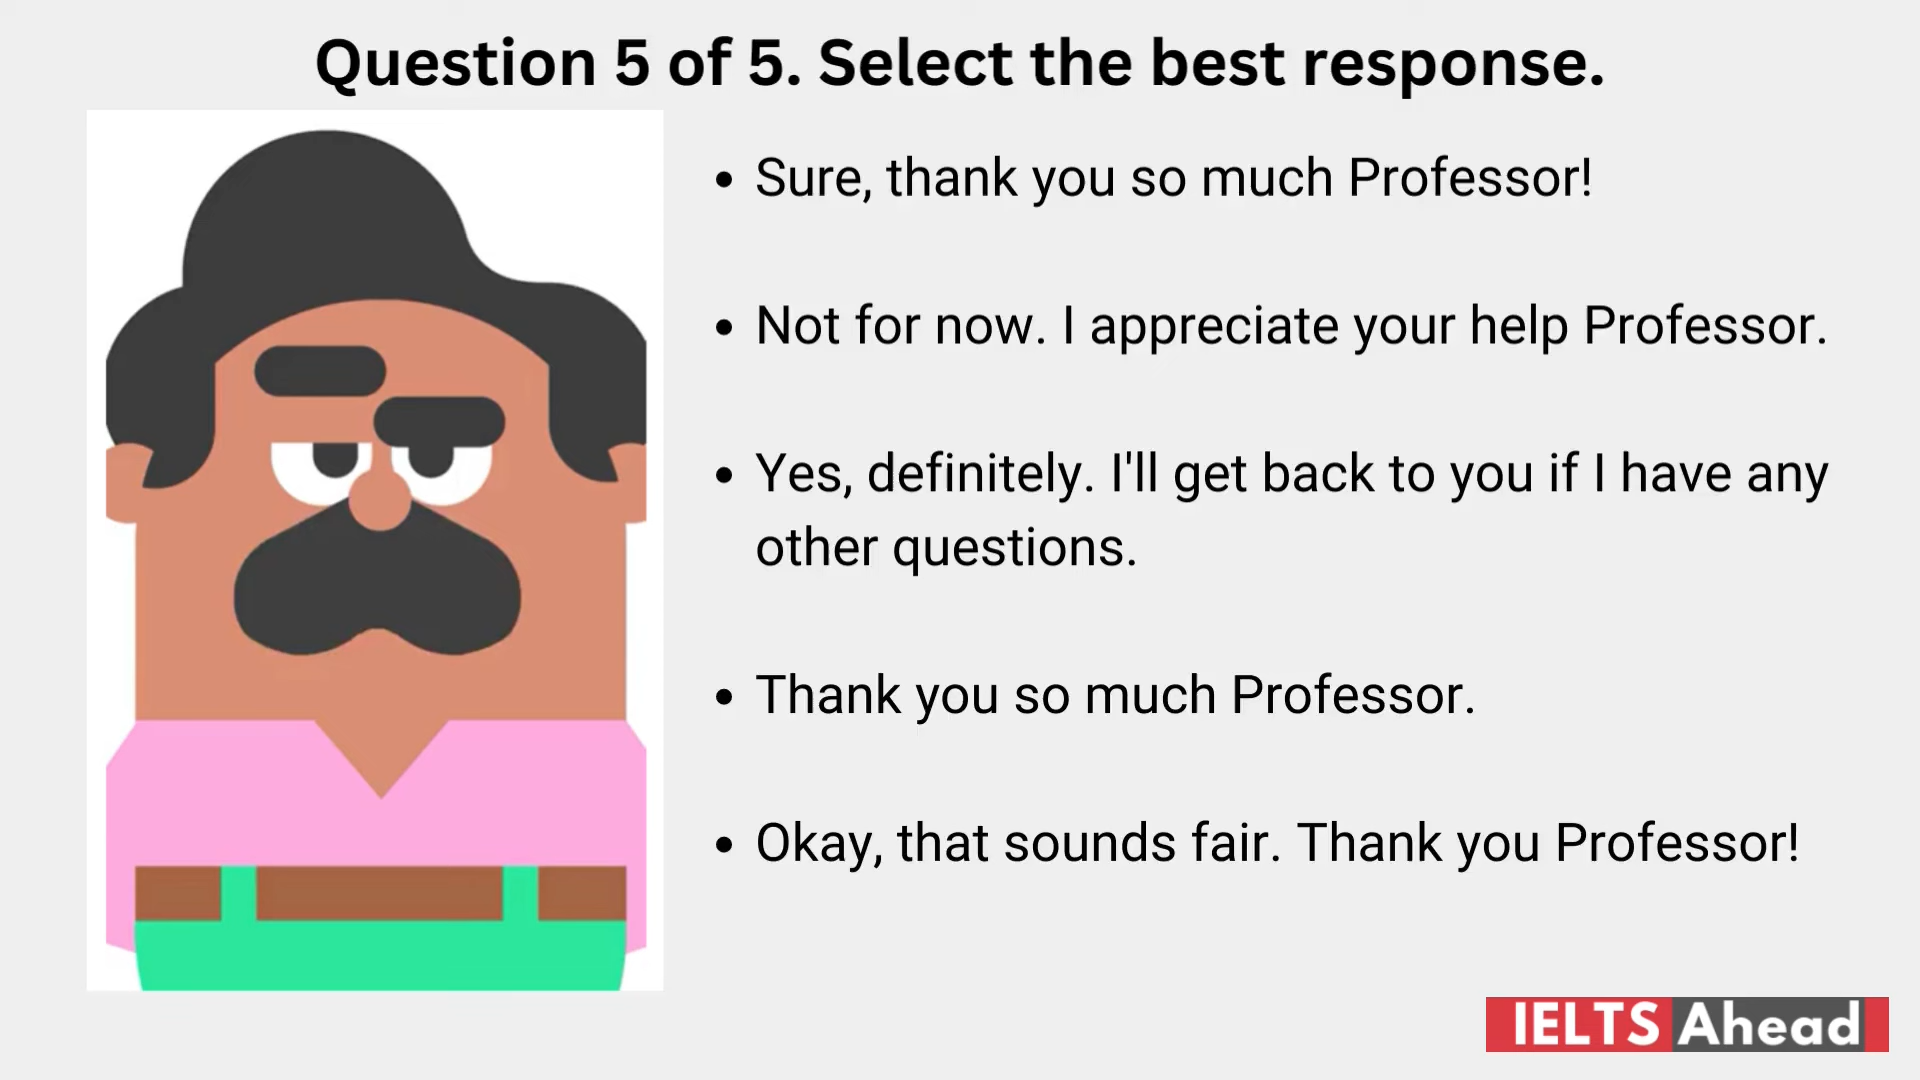 Question 5 of 5. Select the best response.
• Sure, thank you so much Professor!
• Not for now. I appreciate your help Professor.
• Yes, definitely. I'll get back to you if I have any
other questions.
• Thank you so much Professor.
• Okay, that sounds fair. Thank you Professor!
IELTS Ahead